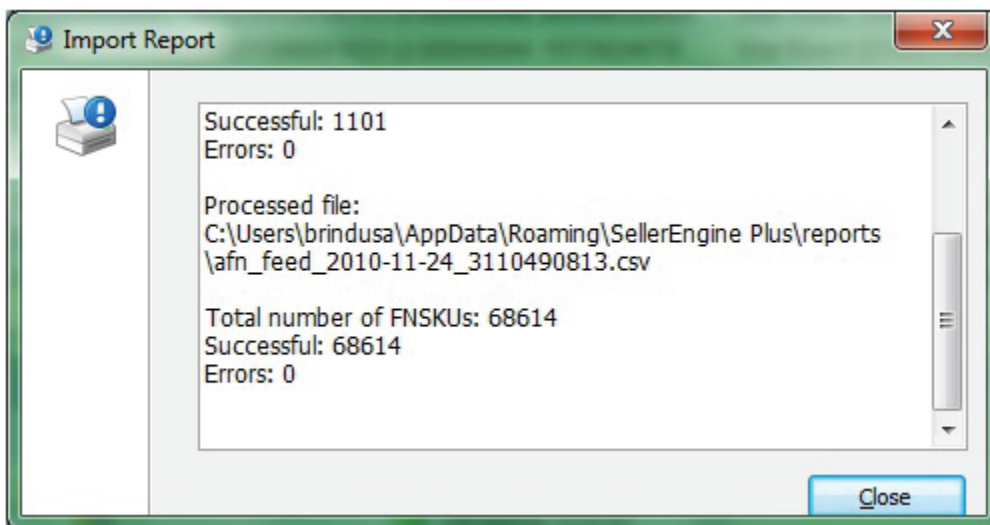 Import Report
Successful: 1101
Errors: 0
Processed file:
C:\Users\brindusa\AppData\Roaming\SellerEngine Plus\reports
\afn_feed_2010-11-24_3110490813.csv
Total number of FNSKUs: 68614
Successful: 68614
Errors: 0
Close